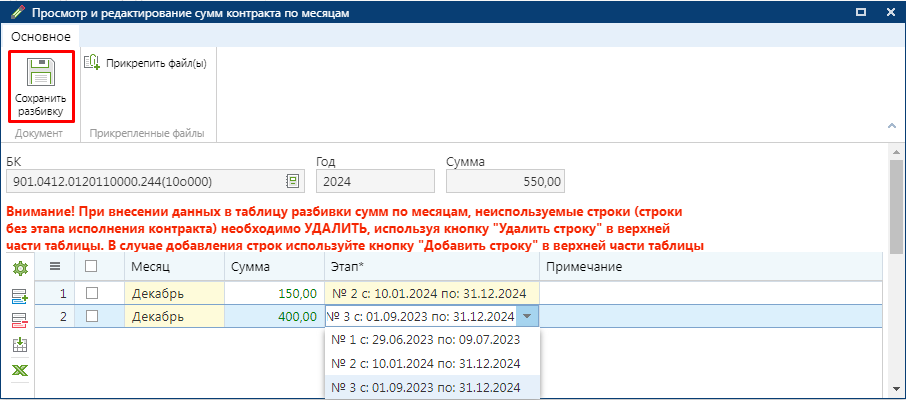 Просмотр и редактирование сумм контракта по месяцам
Основное
Сохранить
разбивку
Прикрепить файл(ы)
Документ
Прикрепленные файлы
БК
Год
Сумма
901.0412.0120110000.244(10о000)
2024
550,00
Внимание! При внесении данных в таблицу разбивки сумм по месяцам, неиспользуемые строки (строки
без этапа исполнения контракта) необходимо УДАЛИТЬ, используя кнопку "Удалить строку" в верхней
части таблицы. В случае добавления строк используйте кнопку "Добавить строку" в верхней части таблицы
Месяц Сумма Этап* Примечание
1 Декабрь 150,00 № 2 с: 10.01.2024 по: 31.12.2024
2 Декабрь 400,00 № 3 с: 01.09.2023 по: 31.12.2024
№ 1 с: 29.06.2023 по: 09.07.2023
№ 2 с: 10.01.2024 по: 31.12.2024
№ 3 с: 01.09.2023 по: 31.12.2024